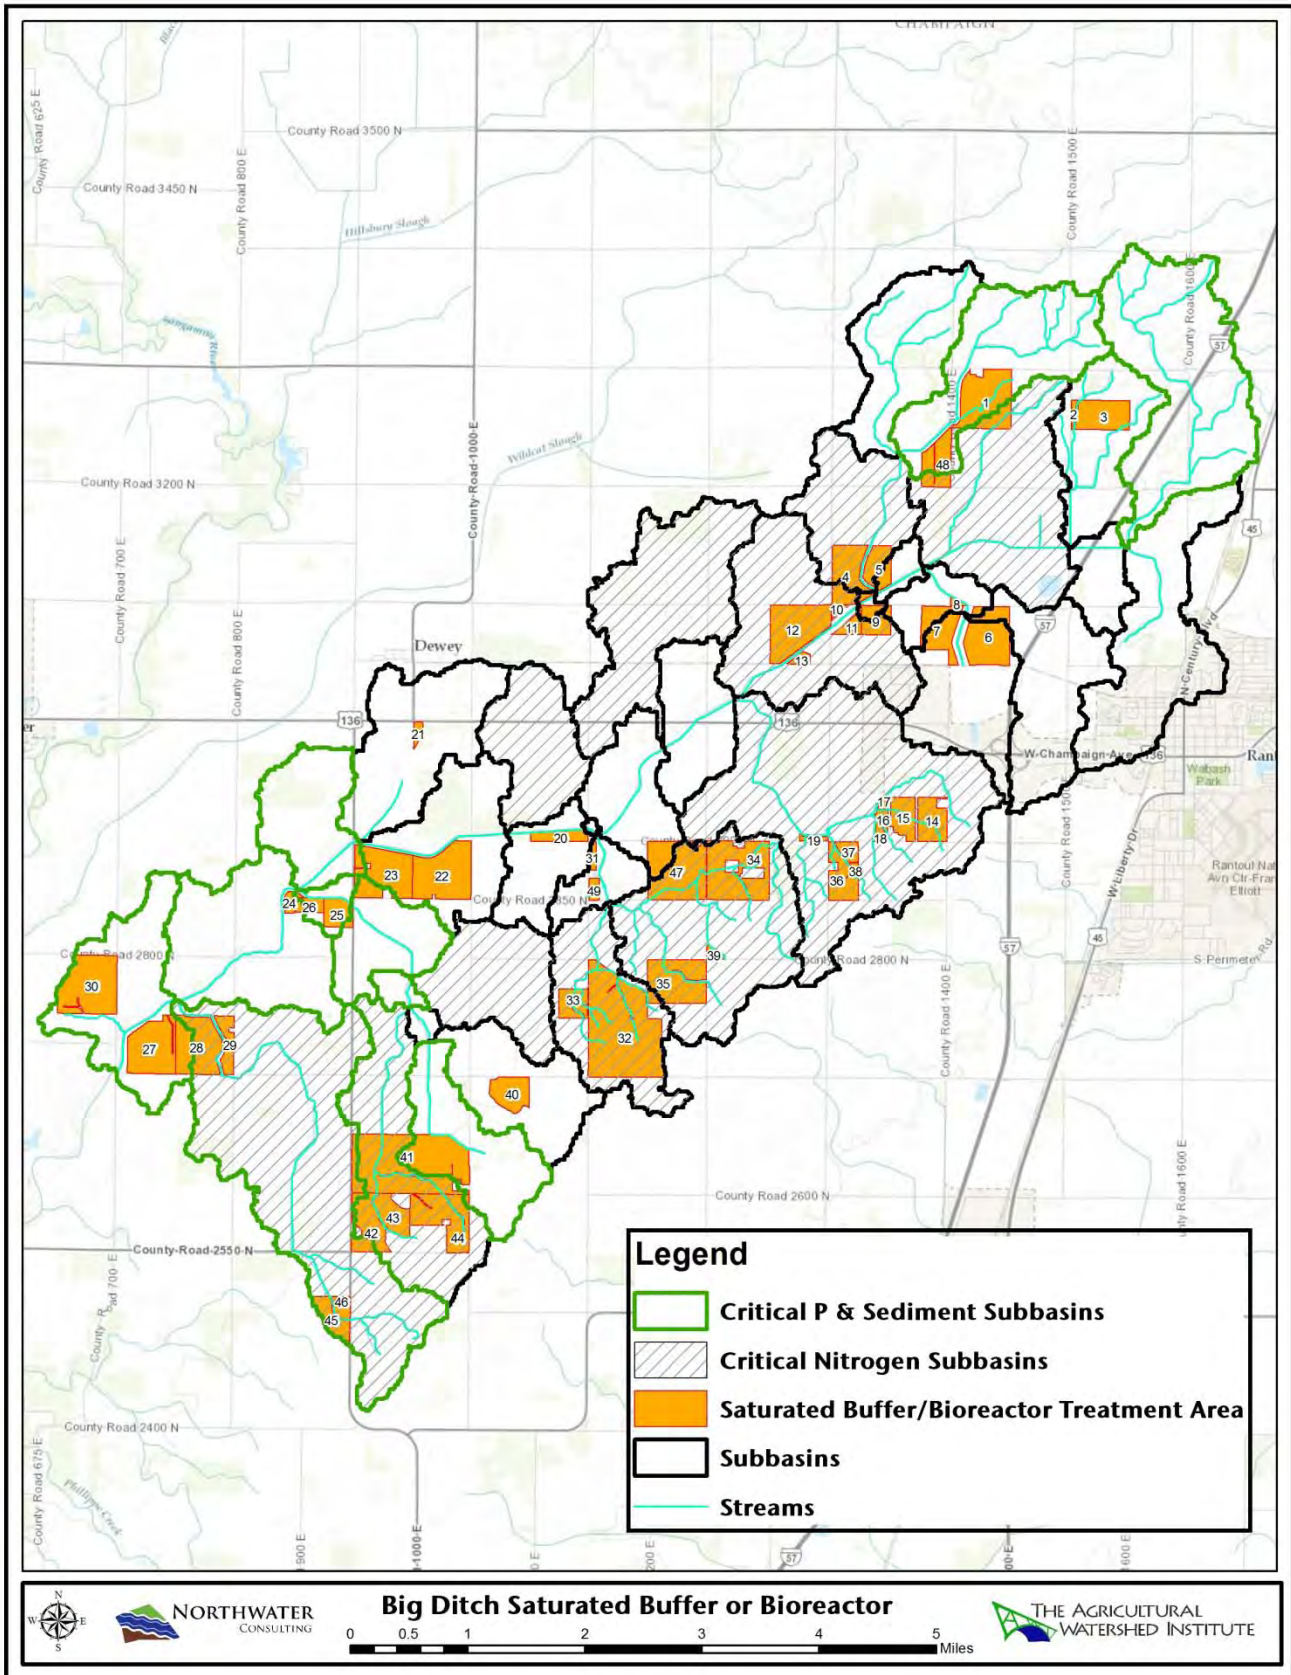 CHAMPAIGN
County Road 625 E
County Road 3500 N
County Road 800 E
County Road 3450 N
Hillsbury Slough
County Road 1500 E
Sangamon River
County Road 1600 E
57
County Road 1000 E
Wildcat Slough
County Road 3200 N
45
County Road 700 E
County Road 800 E
Dewey
136
136
57
N Century Blvd
W Champaign Ave
136
Wabash
Park
1
2
3
48
4
5
10
9
11
12
13
8
7
6
21
17
16
15
14
18
19
37
38
36
20
31
49
47
34
23
22
24
26
25
39
35
33
32
30
27
28
29
40
41
43
42
44
46
45
W Liberty Dr
Rantoul Nat
Avn Ctr-Fran
Elliott
County Road 2800 N
County Road 2800 N
S Perimeter Rd
57
45
County Road 1400 E
County Road 2600 N
County Road 2550 N
County Road 2400 N
County Road 675 E
Phillippe Creek
57
Legend
Critical P & Sediment Subbasins
Critical Nitrogen Subbasins
Saturated Buffer/Bioreactor Treatment Area
Subbasins
Streams
N
W E
S
NORTHWATER
CONSULTING
Big Ditch Saturated Buffer or Bioreactor
0 0.5 1 2 3 4 5
Miles
THE AGRICULTURAL
WATERSHED INSTITUTE